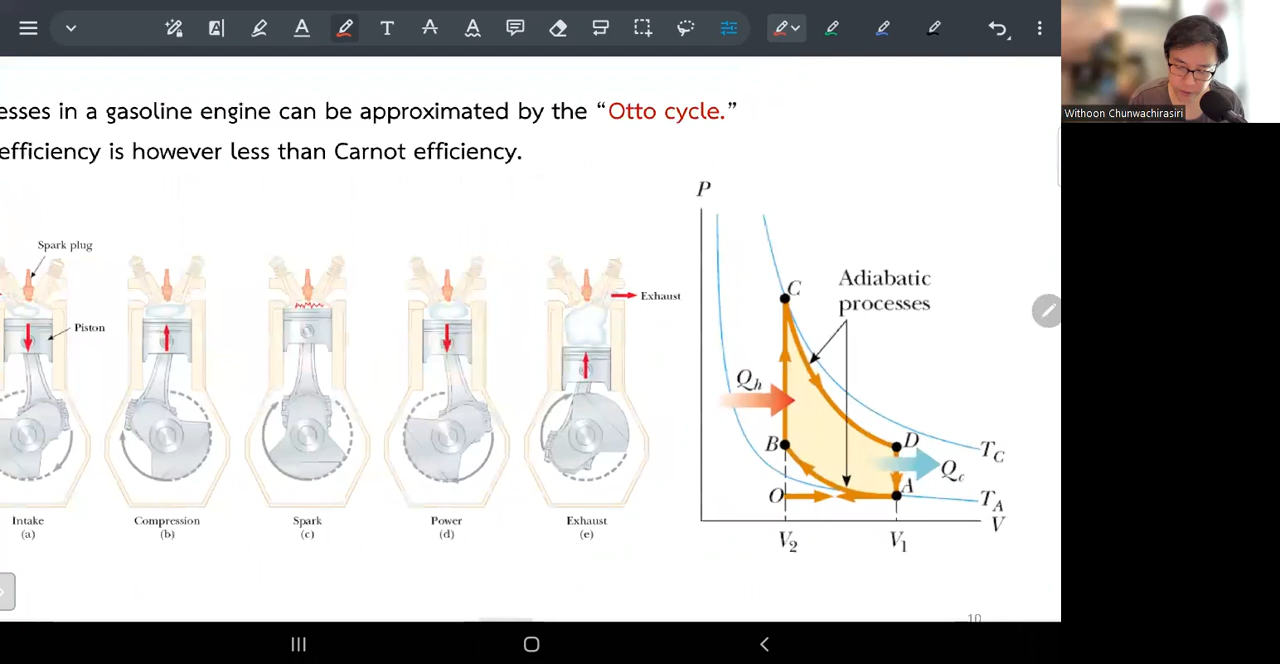 esses in a gasoline engine can be approximated by the “Otto cycle.”
efficiency is however less than Carnot efficiency.
Withoon Chunwachirasiri
Spark plug
Piston
Exhaust
Intake
(a)
Compression
(b)
Spark
(c)
Power
(d)
Exhaust
(e)
P
C
Adiabatic
processes
Qh
B
D
TC
Qc
A
O
TA
V
V2
V1
10